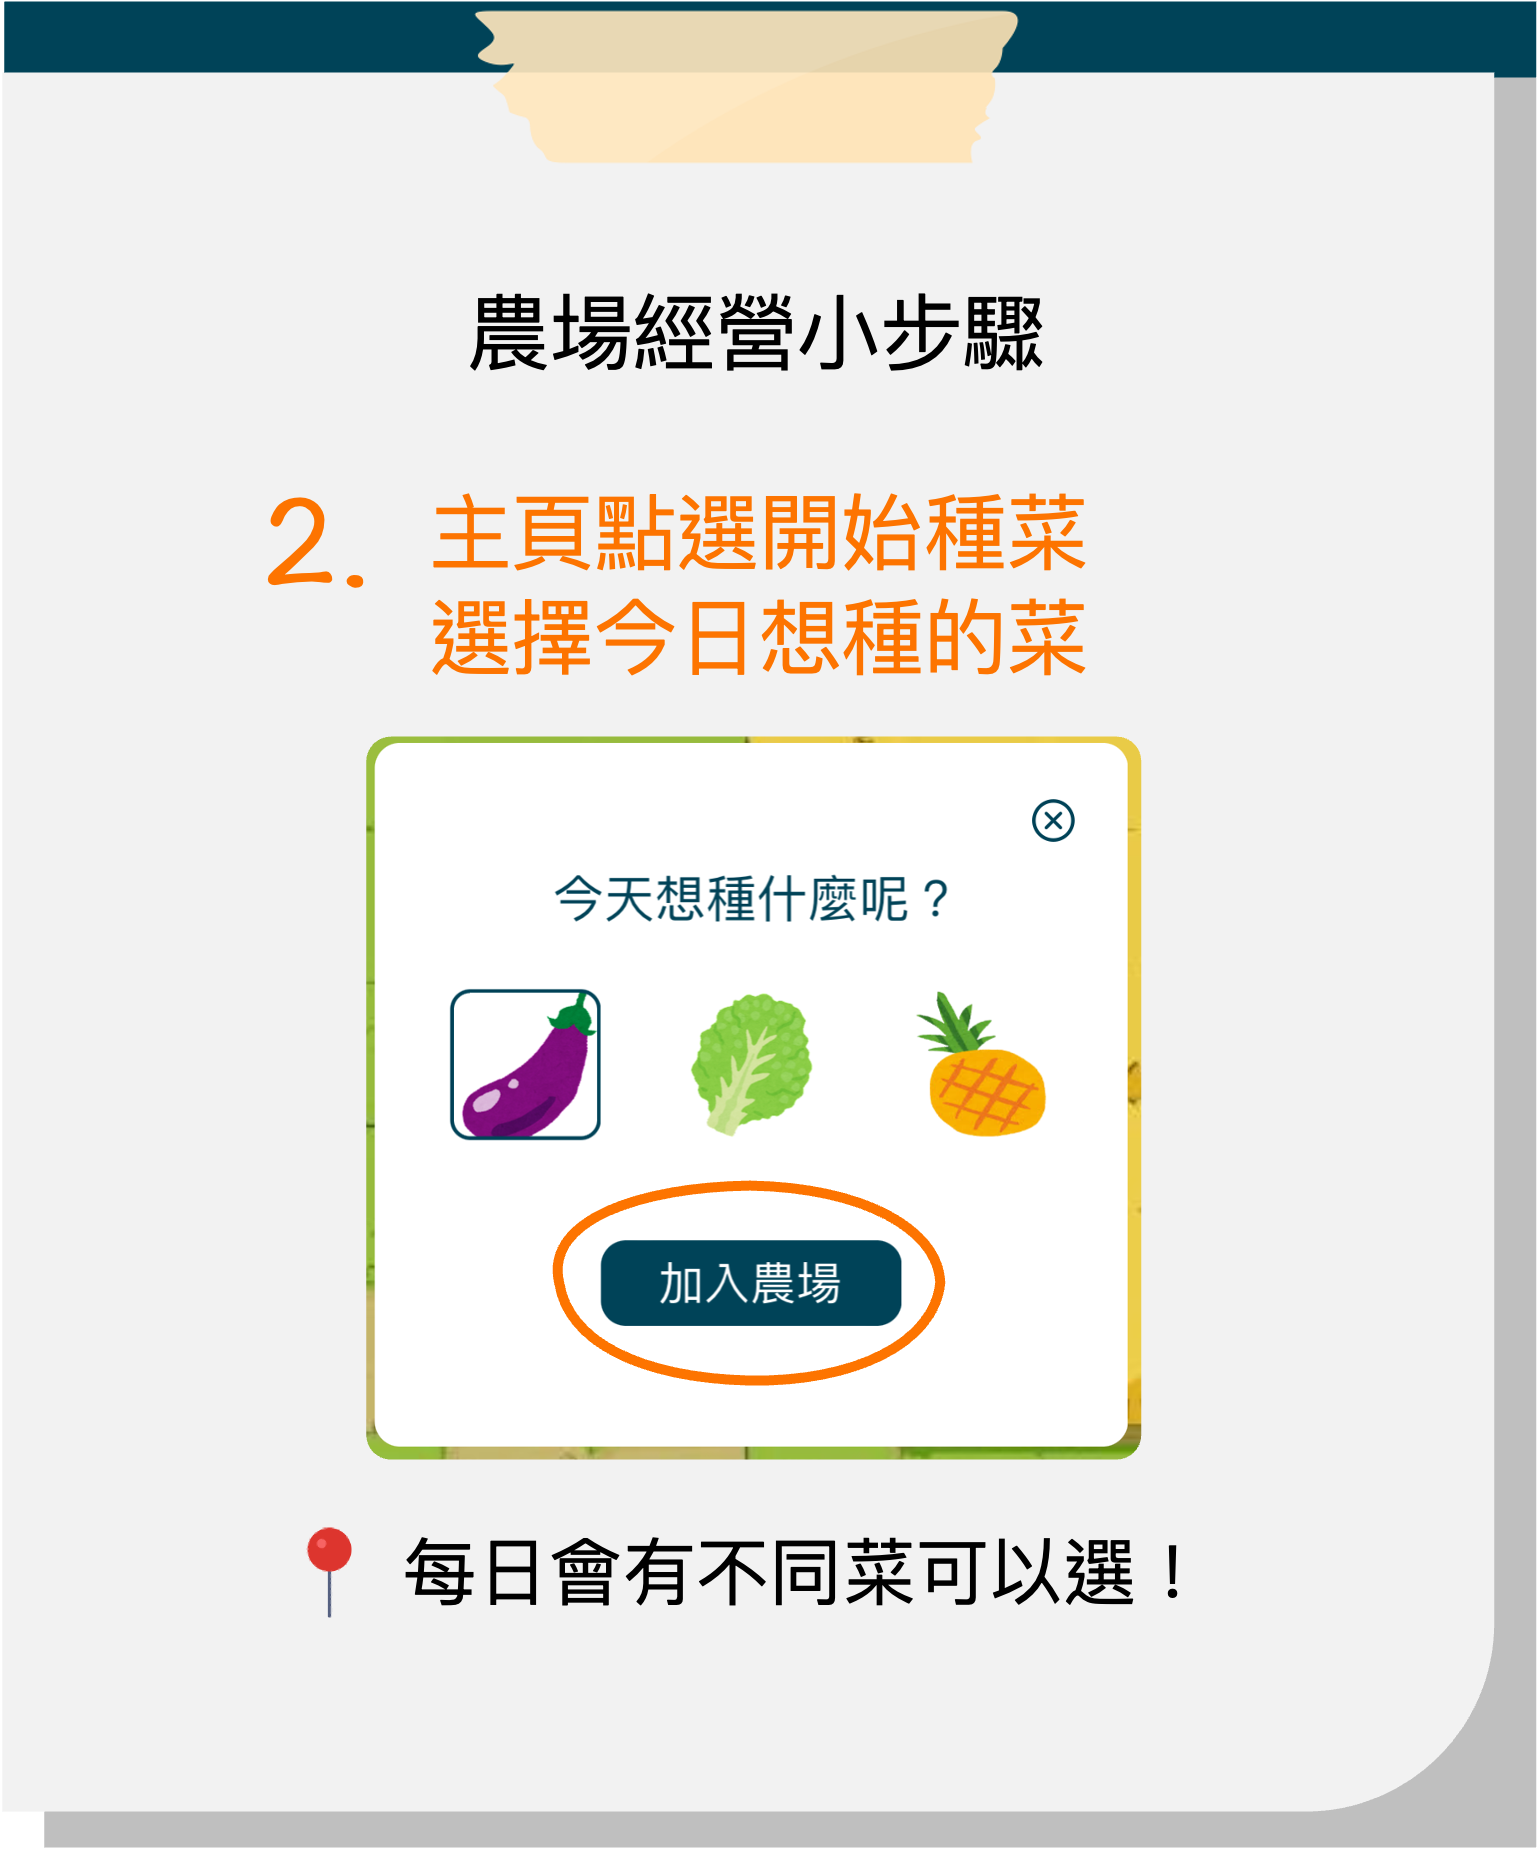 農場經營小步驟
2. 主頁點選開始種菜
選擇今日想種的菜
今天想種什麼呢?
加入農場
每日會有不同菜可以選!